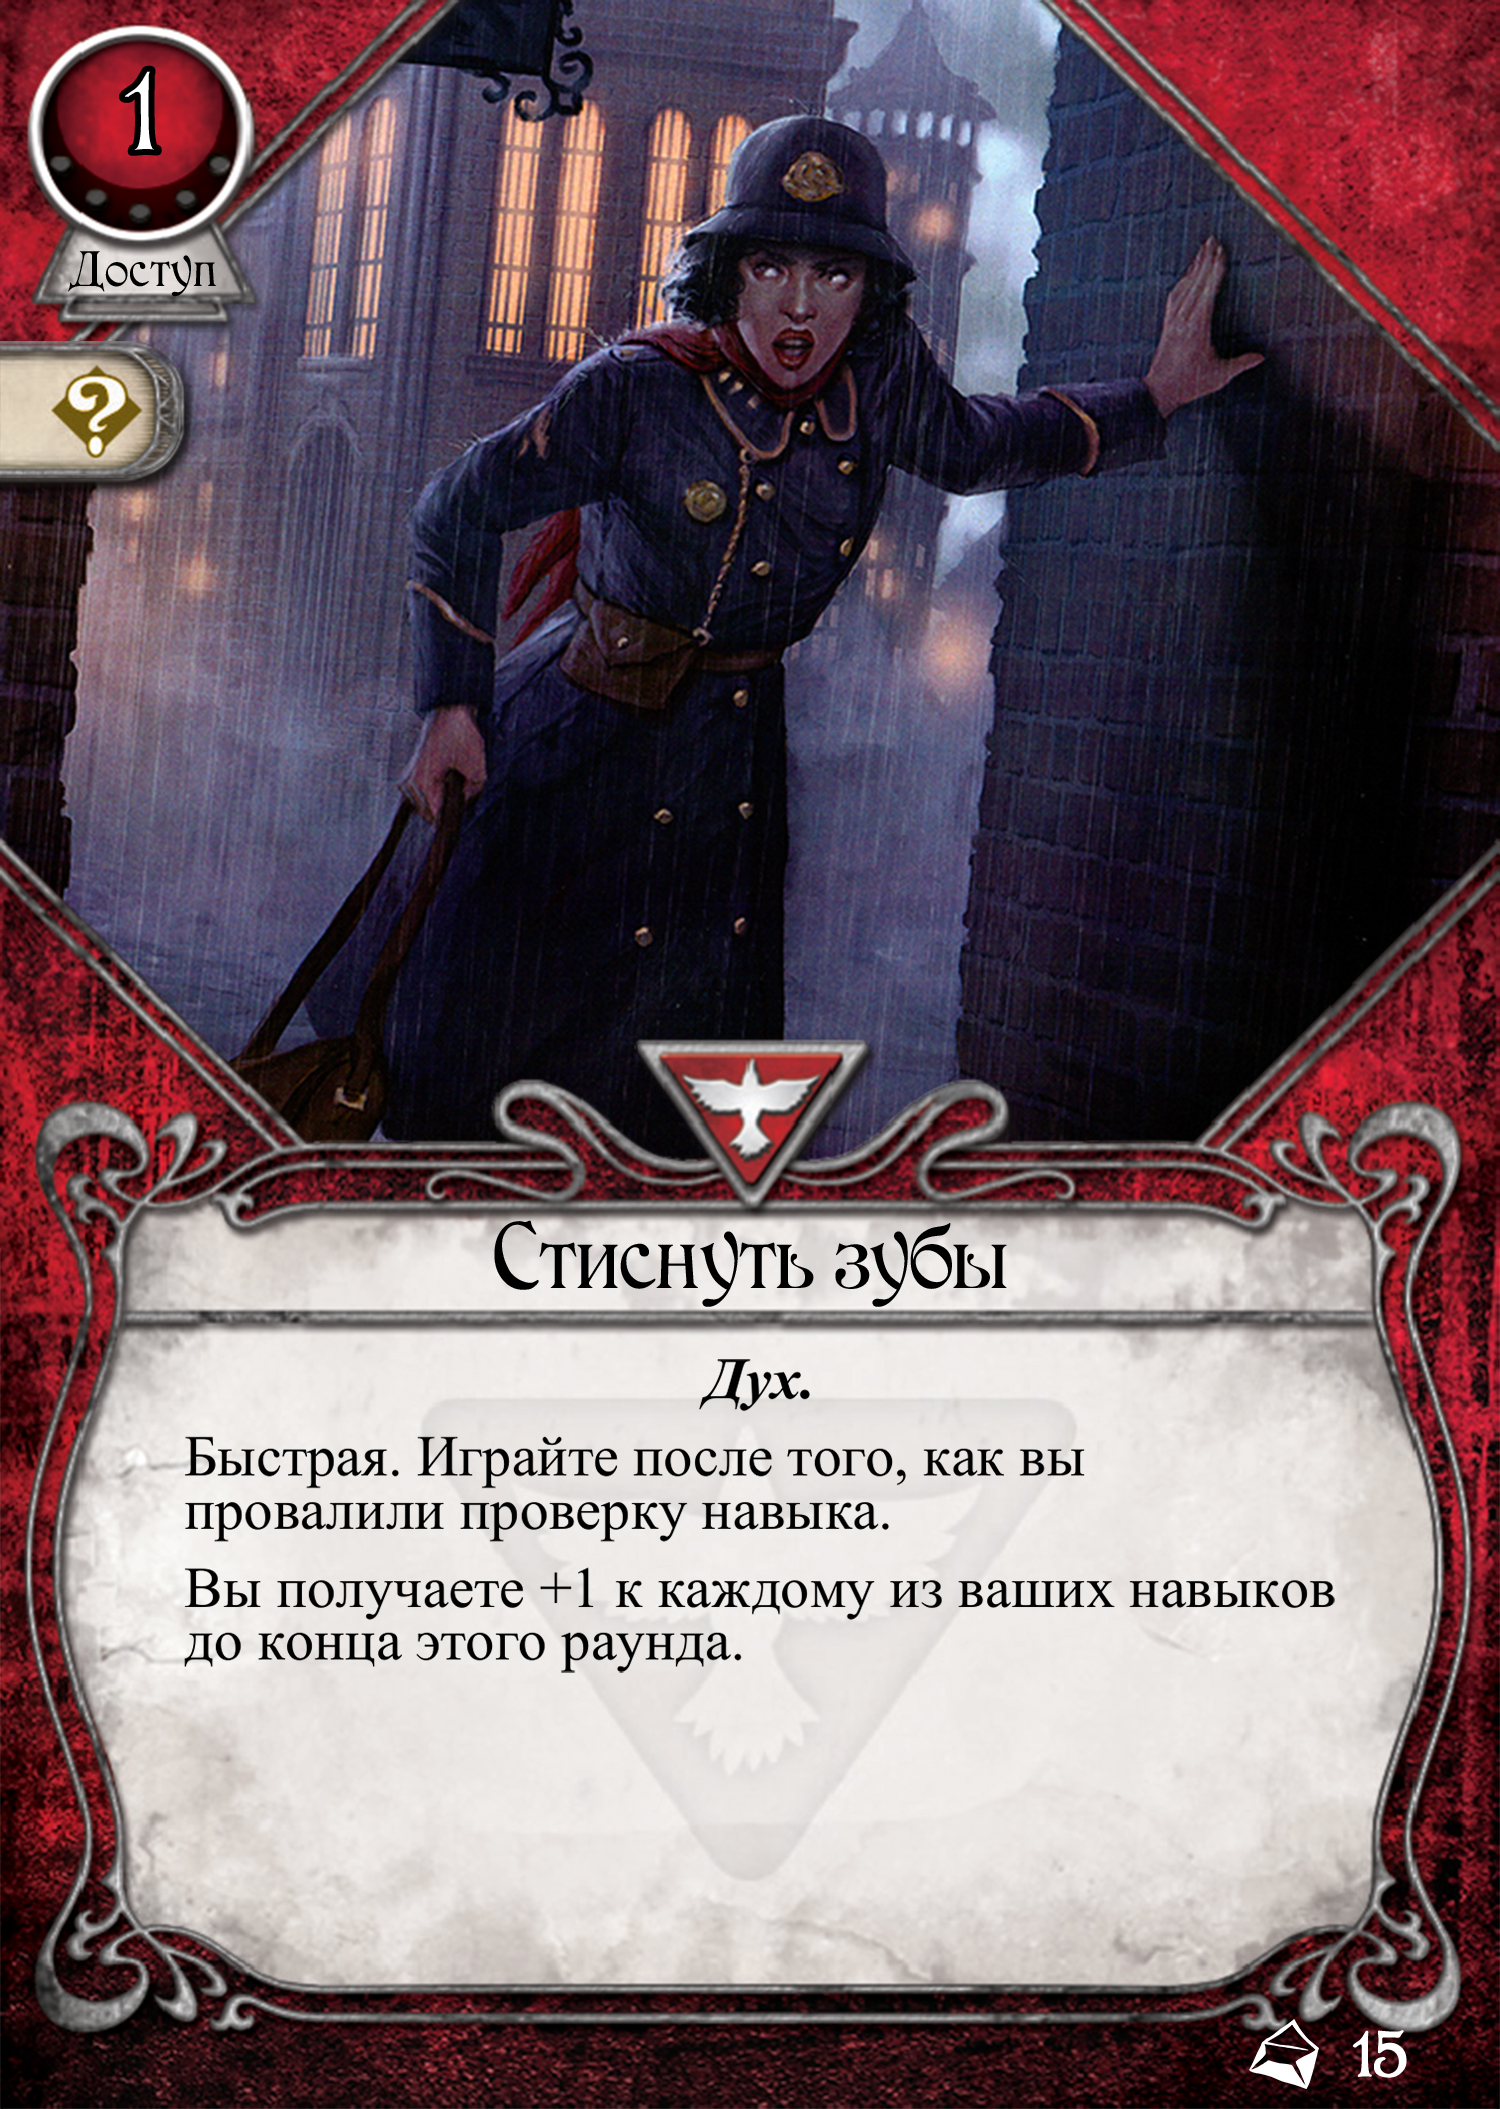 1
Доступ
?
Стиснуть зубы
Дух.
Быстрая. Играйте после того, как вы
провалили проверку навыка.
Вы получаете +1 к каждому из ваших навыков
до конца этого раунда.
15